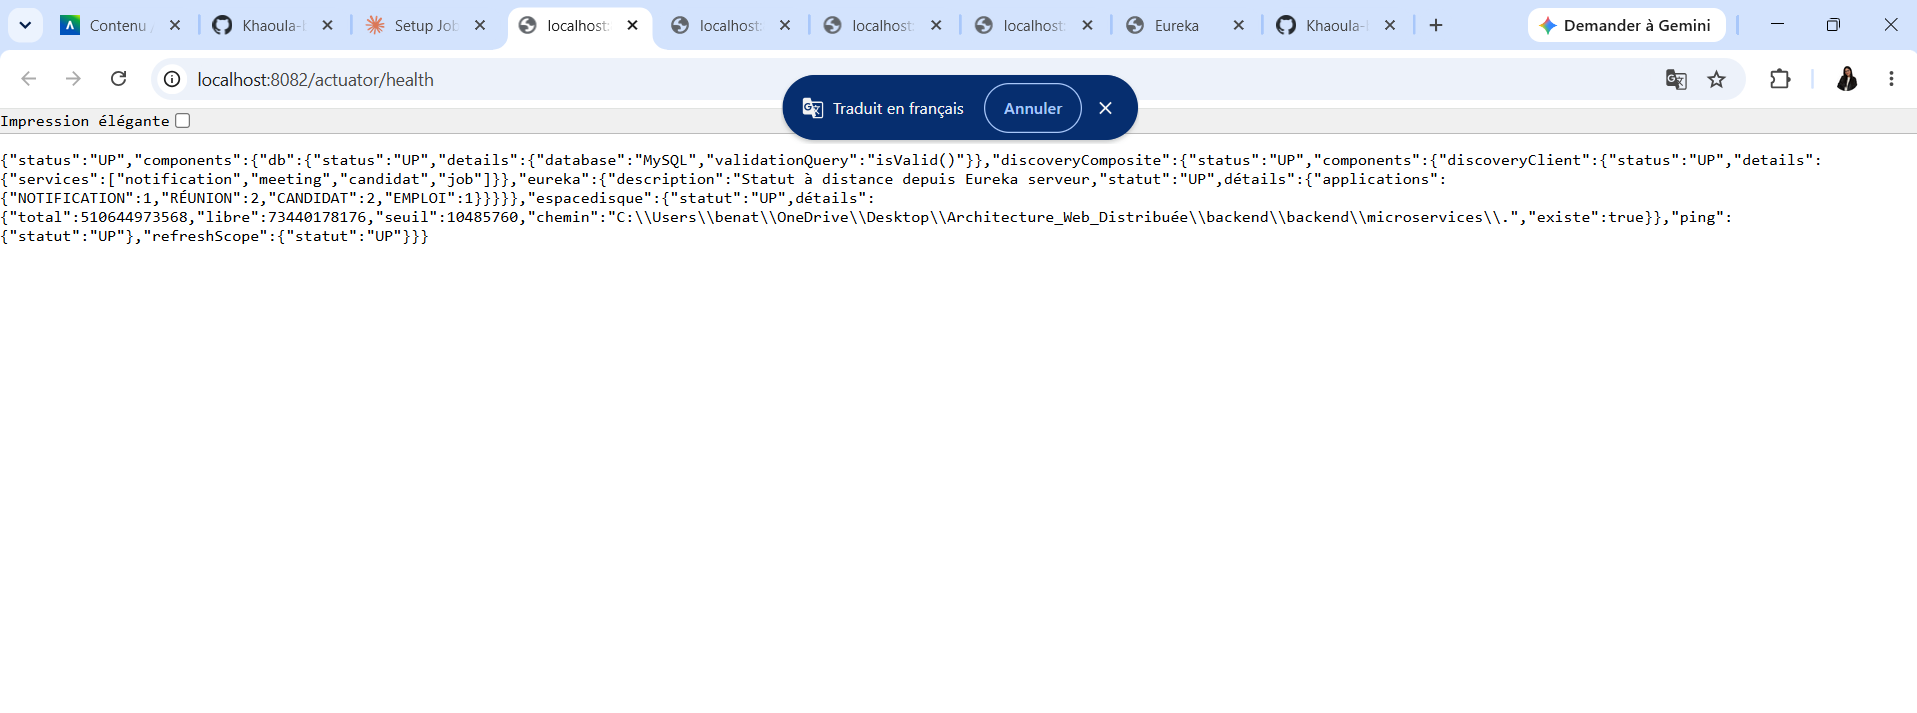 Contenu /
Khaoula-
Setup Job
localhost:
localhost:
localhost:
localhost:
Eureka
Khaoula-
Demander à Gemini
localhost:8082/actuator/health
Traduit en français
Annuler
Impression élégante
{"status":"UP","components":{"db":{"status":"UP","details":{"database":"MySQL","validationQuery":"isValid()"}},"discoveryComposite":{"status":"UP","components":{"discoveryClient":{"status":"UP","details":
{"services":["notification","meeting","candidat","job"]}},"eureka":{"description":"Statut à distance depuis Eureka serveur,"statut":"UP",détails":{"applications":
{"NOTIFICATION":1,"RÉUNION":2,"CANDIDAT":2,"EMPLOI":1}}}}},"espacedisque":{"statut":"UP",détails":
{"total":510644973568,"libre":73440178176,"seuil":10485760,"chemin":"C:\\Users\\benat\\OneDrive\\Desktop\\Architecture_Web_Distribuée\\backend\\backend\\microservices\\.","existe":true}},"ping":
{"statut":"UP"},"refreshScope":{"statut":"UP"}}}